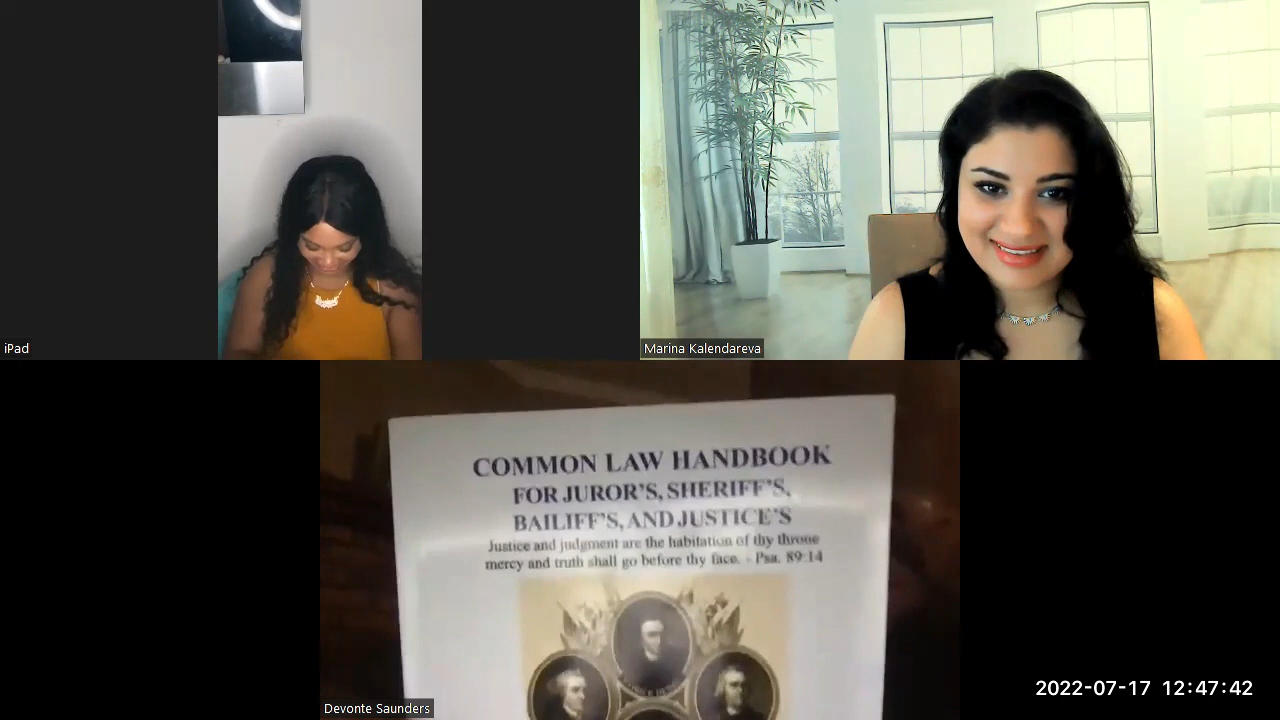 iPad
Marina Kalendareva
COMMON LAW HANDBOOK
FOR JUROR'S, SHERIFF'S,
BAILIFF'S, AND JUSTICE'S
Justice and judgment are the habitation of thy throne
mercy and truth shall go before thy face. - Psa. 89:14
Devonte Saunders
2022-07-17 12:47:42